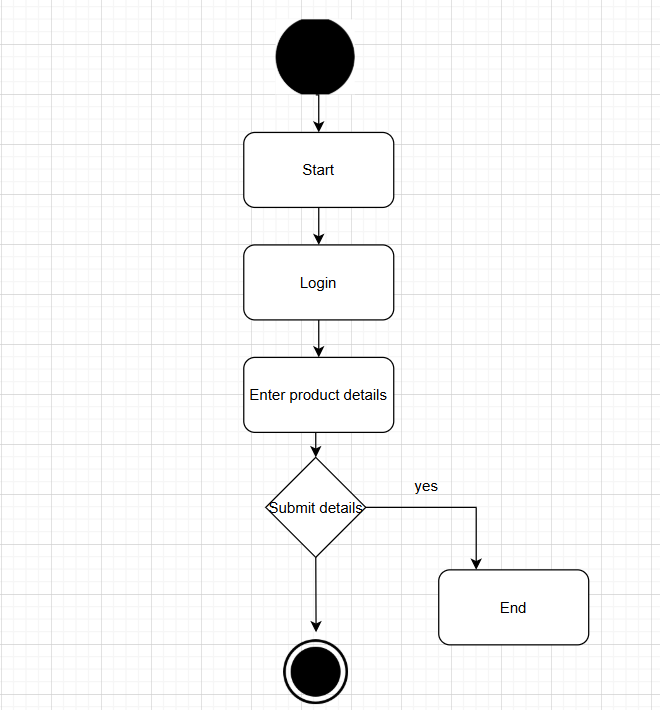 Start
Login
Enter product details
yes
Submit details
End